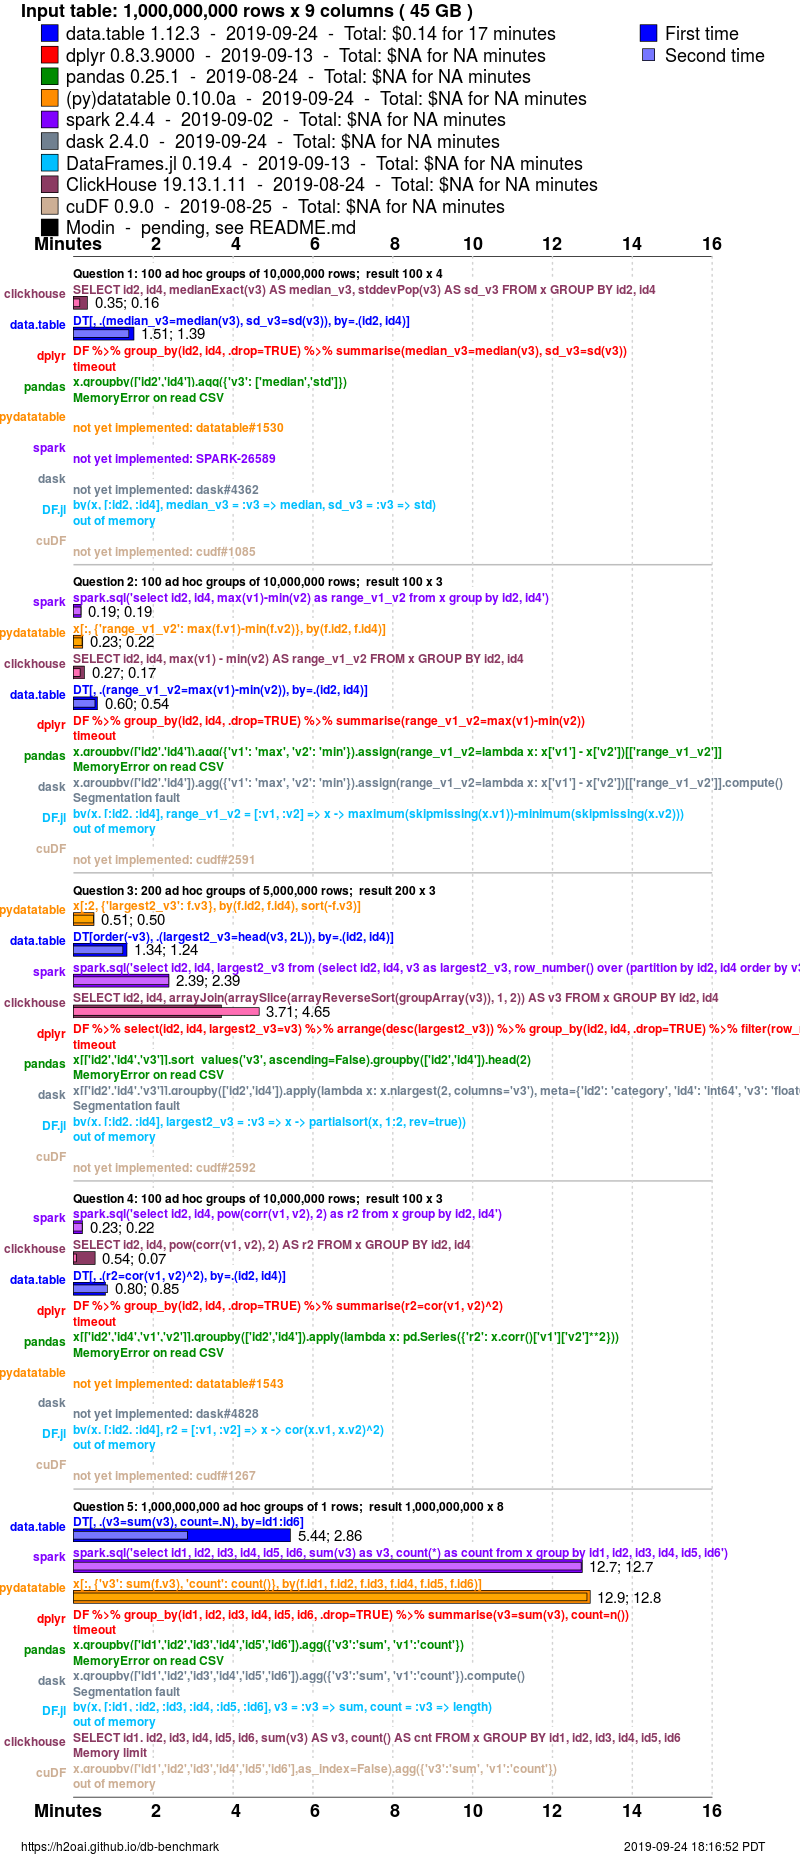 Input table: 1,000,000,000 rows x 9 columns ( 45 GB )
data.table 1.12.3 - 2019-09-24 - Total: $0.14 for 17 minutes
First time
dplyr 0.8.3.9000 - 2019-09-13 - Total: $NA for NA minutes
Second time
pandas 0.25.1 - 2019-08-24 - Total: $NA for NA minutes
(py)datatable 0.10.0a - 2019-09-24 - Total: $NA for NA minutes
spark 2.4.4 - 2019-09-02 - Total: $NA for NA minutes
dask 2.4.0 - 2019-09-24 - Total: $NA for NA minutes
DataFrames.jl 0.19.4 - 2019-09-13 - Total: $NA for NA minutes
ClickHouse 19.13.1.11 - 2019-08-24 - Total: $NA for NA minutes
cuDF 0.9.0 - 2019-08-25 - Total: $NA for NA minutes
Modin - pending, see README.md
Minutes 2 4 6 8 10 12 14 16
Question 1: 100 ad hoc groups of 10,000,000 rows; result 100 x 4
clickhouse SELECT id2, id4, medianExact(v3) AS median_v3, stddevPop(v3) AS sd_v3 FROM x GROUP BY id2, id4
0.35; 0.16
data.table DT[, .(median_v3=median(v3), sd_v3=sd(v3)), by=.(id2, id4)]
1.51; 1.39
dplyr DF %>% group_by(id2, id4, .drop=TRUE) %>% summarise(median_v3=median(v3), sd_v3=sd(v3))
timeout
pandas x.groupby(['id2','id4']).agg({'v3': ['median','std']})
MemoryError on read CSV
pydatatable
not yet implemented: datatable#1530
spark
not yet implemented: SPARK-26589
dask
not yet implemented: dask#4362
DF.jl by(x, [:id2, :id4], median_v3 = :v3 => median, sd_v3 = :v3 => std)
out of memory
cuDF
not yet implemented: cudf#1085
Question 2: 100 ad hoc groups of 10,000,000 rows; result 100 x 3
spark spark.sql('select id2, id4, max(v1)-min(v2) as range_v1_v2 from x group by id2, id4')
0.19; 0.19
pydatatable x[:, {'range_v1_v2': max(f.v1)-min(f.v2)}, by(f.id2, f.id4)]
0.23; 0.22
clickhouse SELECT id2, id4, max(v1) - min(v2) AS range_v1_v2 FROM x GROUP BY id2, id4
0.27; 0.17
data.table DT[, .(range_v1_v2=max(v1)-min(v2)), by=.(id2, id4)]
0.60; 0.54
dplyr DF %>% group_by(id2, id4, .drop=TRUE) %>% summarise(range_v1_v2=max(v1)-min(v2))
timeout
pandas x.groupby(['id2','id4']).agg({'v1': 'max', 'v2': 'min'}).assign(range_v1_v2=lambda x: x['v1'] - x['v2'])[['range_v1_v2']]
MemoryError on read CSV
dask x.groupby(['id2','id4']).agg({'v1': 'max', 'v2': 'min'}).assign(range_v1_v2=lambda x: x['v1'] - x['v2'])[['range_v1_v2']].compute()
Segmentation fault
DF.jl by(x, [:id2, :id4], range_v1_v2 = [:v1, :v2] => x -> maximum(skipmissing(x.v1))-minimum(skipmissing(x.v2)))
out of memory
cuDF
not yet implemented: cudf#2591
Question 3: 200 ad hoc groups of 5,000,000 rows; result 200 x 3
pydatatable x[:2, {'largest2_v3': f.v3}, by(f.id2, f.id4), sort(-f.v3)]
0.51; 0.50
data.table DT[order(-v3), .(largest2_v3=head(v3, 2L)), by=.(id2, id4)]
1.34; 1.24
spark spark.sql('select id2, id4, largest2_v3 from (select id2, id4, v3 as largest2_v3, row_number() over (partition by id2, id4 order by v3
2.39; 2.39
clickhouse SELECT id2, id4, arrayJoin(arraySlice(arrayReverseSort(groupArray(v3)), 1, 2)) AS v3 FROM x GROUP BY id2, id4
3.71; 4.65
dplyr DF %>% select(id2, id4, largest2_v3=v3) %>% arrange(desc(largest2_v3)) %>% group_by(id2, id4, .drop=TRUE) %>% filter(row_
timeout
pandas x[['id2','id4','v3']].sort_values('v3', ascending=False).groupby(['id2','id4']).head(2)
MemoryError on read CSV
dask x[['id2','id4','v3']].groupby(['id2','id4']).apply(lambda x: x.nlargest(2, columns='v3'), meta={'id2': 'category', 'id4': 'int64', 'v3': 'float
Segmentation fault
DF.jl by(x, [:id2, :id4], largest2_v3 = :v3 => x -> partialsort(x, 1:2, rev=true))
out of memory
cuDF
not yet implemented: cudf#2592
Question 4: 100 ad hoc groups of 10,000,000 rows; result 100 x 3
spark spark.sql('select id2, id4, pow(corr(v1, v2), 2) as r2 from x group by id2, id4')
0.23; 0.22
clickhouse SELECT id2, id4, pow(corr(v1, v2), 2) AS r2 FROM x GROUP BY id2, id4
0.54; 0.07
data.table DT[, .(r2=cor(v1, v2)^2), by=.(id2, id4)]
0.80; 0.85
dplyr DF %>% group_by(id2, id4, .drop=TRUE) %>% summarise(r2=cor(v1, v2)^2)
timeout
pandas x[['id2','id4','v1','v2']].groupby(['id2','id4']).apply(lambda x: pd.Series({'r2': x.corr()['v1']['v2']**2}))
MemoryError on read CSV
pydatatable
not yet implemented: datatable#1543
dask
not yet implemented: dask#4828
DF.jl by(x, [:id2, :id4], r2 = [:v1, :v2] => x -> cor(x.v1, x.v2)^2)
out of memory
cuDF
not yet implemented: cudf#1267
Question 5: 1,000,000,000 ad hoc groups of 1 rows; result 1,000,000,000 x 8
data.table DT[, .(v3=sum(v3), count=.N), by=id1:id6]
5.44; 2.86
spark spark.sql('select id1, id2, id3, id4, id5, id6, sum(v3) as v3, count(*) as count from x group by id1, id2, id3, id4, id5, id6')
12.7; 12.7
pydatatable x[:, {'v3': sum(f.v3), 'count': count()}, by(f.id1, f.id2, f.id3, f.id4, f.id5, f.id6)]
12.9; 12.8
dplyr DF %>% group_by(id1, id2, id3, id4, id5, id6, .drop=TRUE) %>% summarise(v3=sum(v3), count=n())
timeout
pandas x.groupby(['id1','id2','id3','id4','id5','id6']).agg({'v3':'sum', 'v1':'count'})
MemoryError on read CSV
dask x.groupby(['id1','id2','id3','id4','id5','id6']).agg({'v3':'sum', 'v1':'count'}).compute()
Segmentation fault
DF.jl by(x, [:id1, :id2, :id3, :id4, :id5, :id6], v3 = :v3 => sum, count = :v3 => length)
out of memory
clickhouse SELECT id1, id2, id3, id4, id5, id6, sum(v3) AS v3, count() AS cnt FROM x GROUP BY id1, id2, id3, id4, id5, id6
Memory limit
cuDF x.groupby(['id1','id2','id3','id4','id5','id6'],as_index=False).agg({'v3':'sum', 'v1':'count'})
out of memory
Minutes 2 4 6 8 10 12 14 16
https://h2oai.github.io/db-benchmark
2019-09-24 18:16:52 PDT